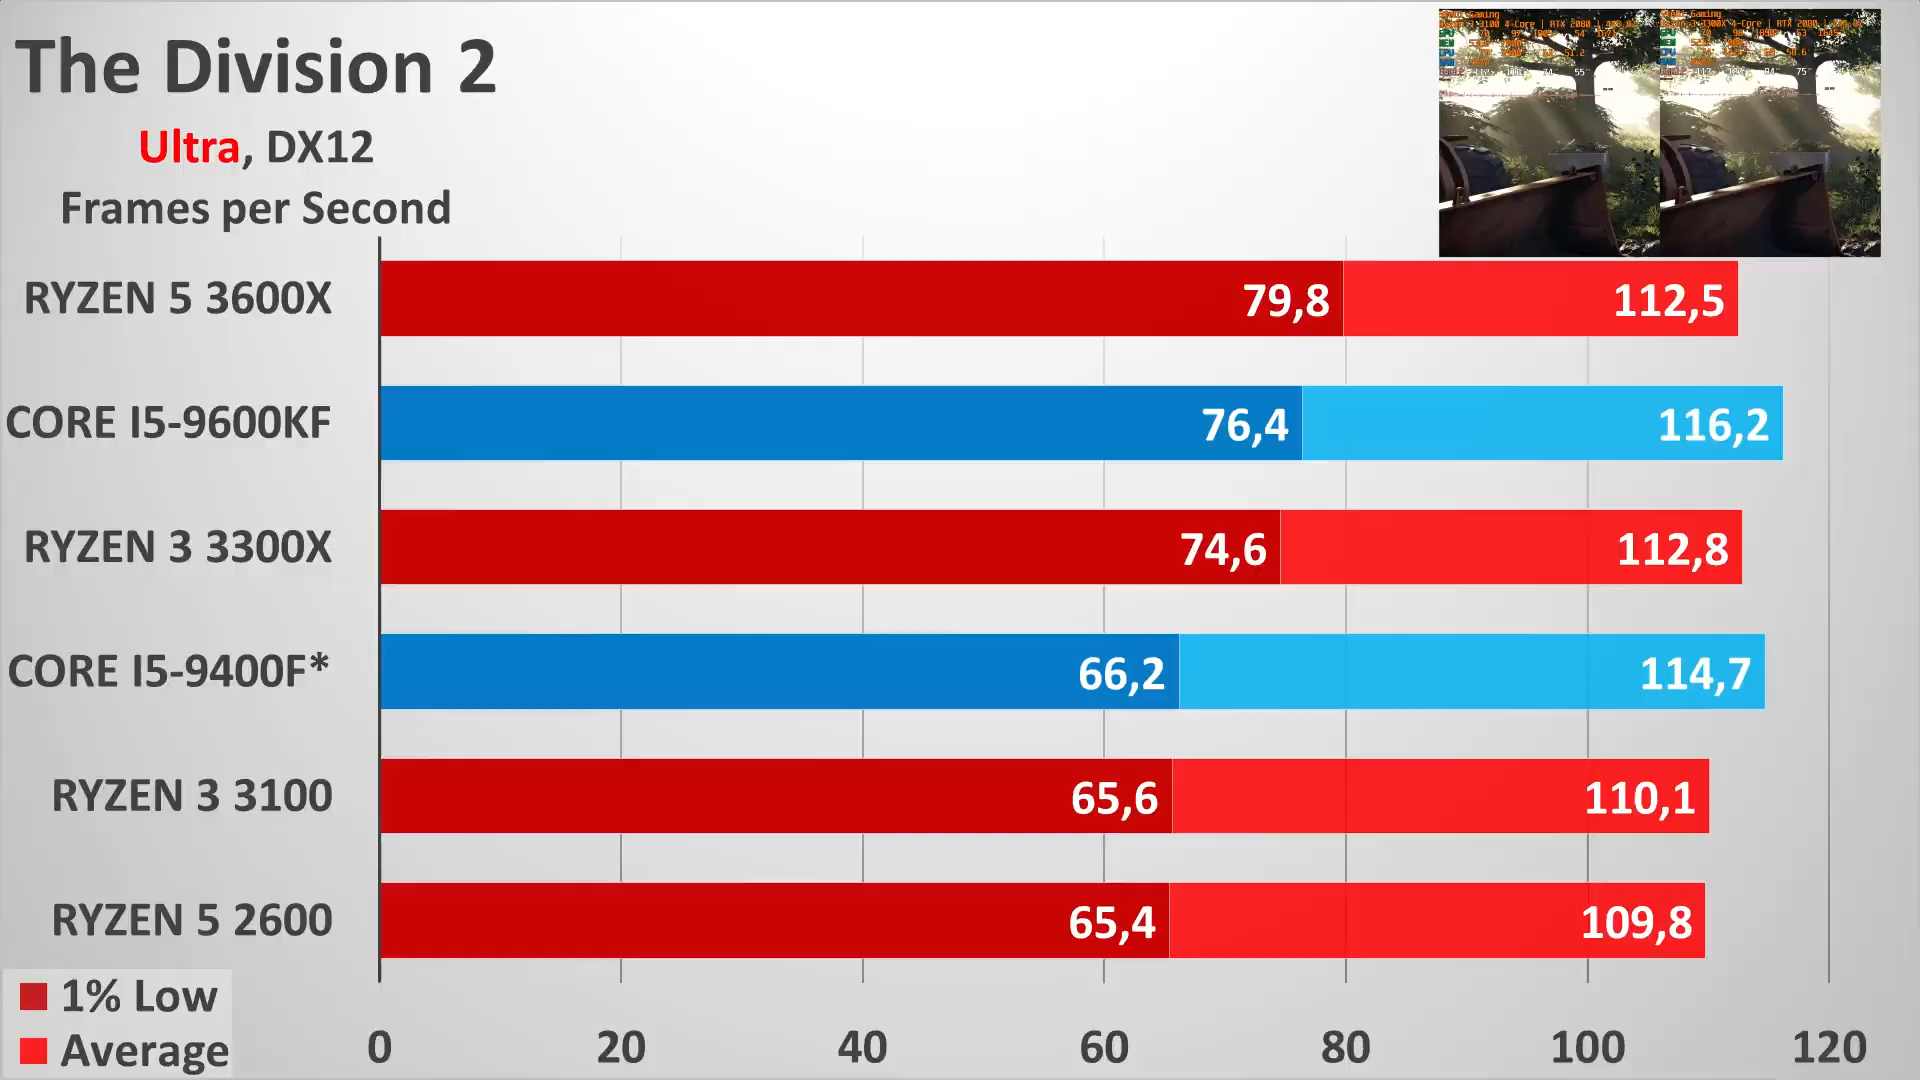 The Division 2
Ultra, DX12
Frames per Second
RYZEN 5 3600X
79,8
112,5
CORE I5-9600KF
76,4
116,2
RYZEN 3 3300X
74,6
112,8
CORE I5-9400F*
66,2
114,7
RYZEN 3 3100
65,6
110,1
RYZEN 5 2600
65,4
109,8
1% Low
Average
0 20 40 60 80 100 120